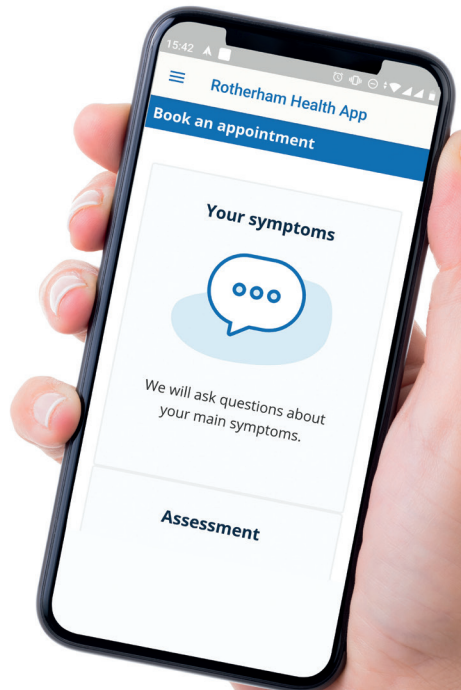 15:42
Rotherham Health App
Book an appointment
Your symptoms
We will ask questions about
your main symptoms.
Assessment